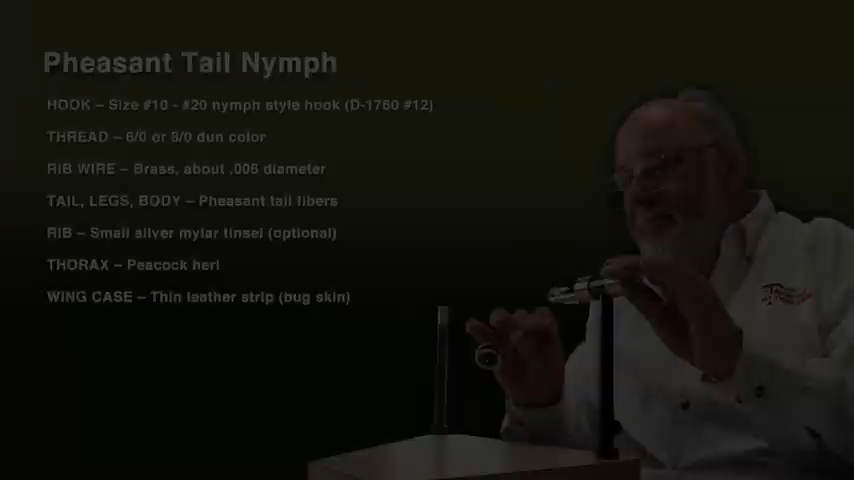 Pheasant Tail Nymph
HOOK – Size #10 - #20 nymph style hook (D-1760 #12)
THREAD – 6/0 or 8/0 dun color
RIB WIRE – Brass, about .006 diameter
TAIL, LEGS, BODY – Pheasant tail fibers
RIB – Small silver mylar tinsel (optional)
THORAX – Peacock herl
WING CASE – Thin leather strip (bug skin)